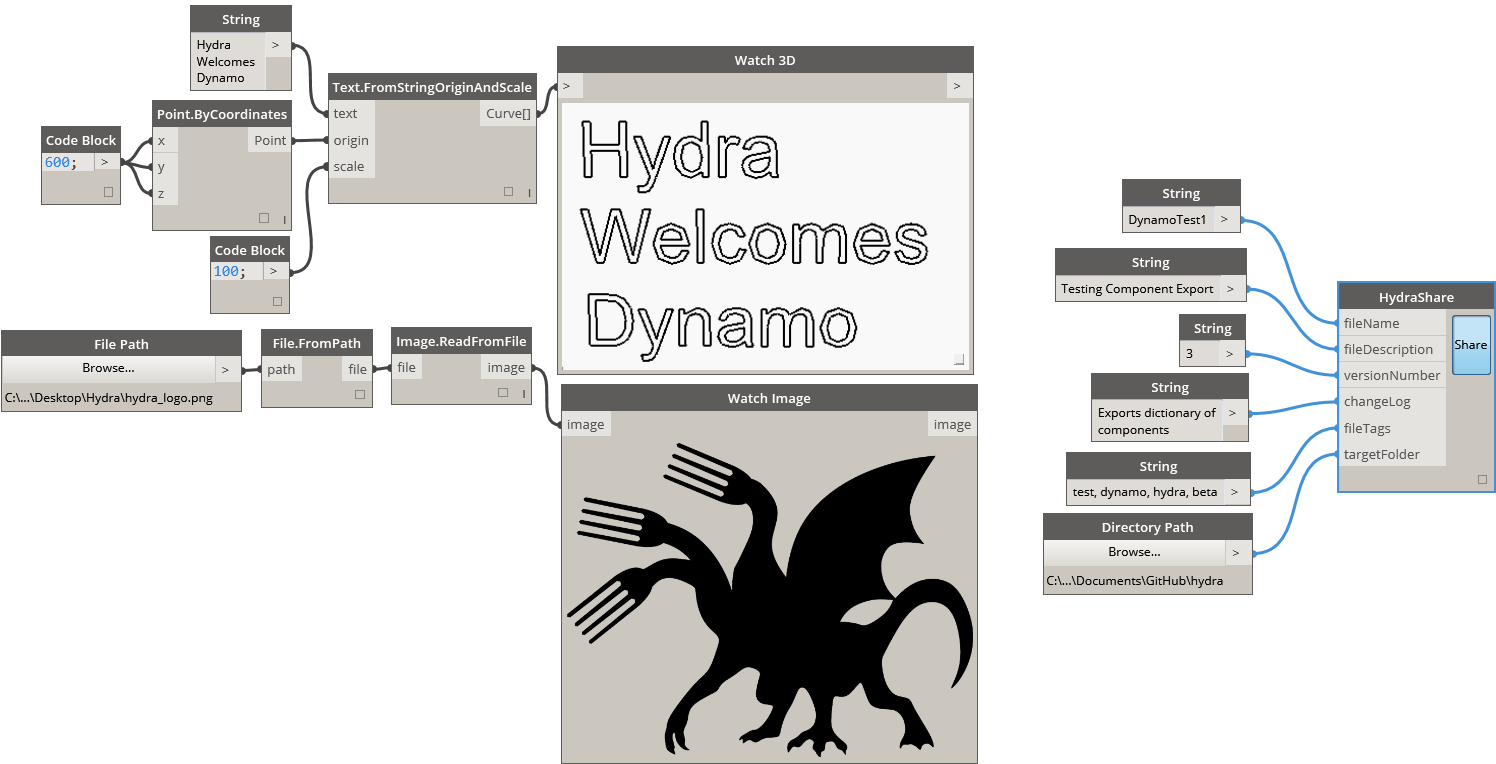 String
Hydra
Welcomes
Dynamo
>
Point.ByCoordinates
x
y
z
Point
Code Block
600;
>
Code Block
100;
>
Text.FromStringOriginAndScale
text
origin
scale
Curve[]
Watch 3D
>
>
Hydra
Welcomes
Dynamo
File Path
Browse...
>
C:\...\Desktop\Hydra\hydra_logo.png
File.FromPath
path
file
Image.ReadFromFile
file
image
Watch Image
image
image
String
DynamoTest1
>
String
Testing Component Export
>
String
3
>
String
Exports dictionary of
components
>
String
test, dynamo, hydra, beta
>
Directory Path
Browse...
>
C:\...\Documents\GitHub\hydra
HydraShare
fileName
fileDescription
versionNumber
changeLog
fileTags
targetFolder
Share